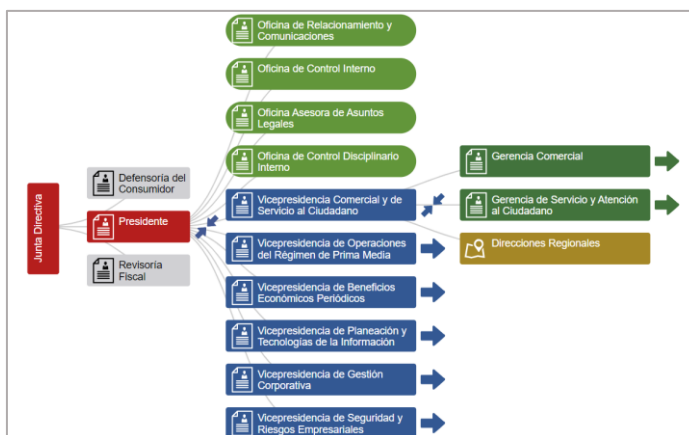 Junta Directiva
Defensoría del
Consumidor
Presidente
Revisoría
Fiscal
Oficina de Relacionamiento y
Comunicaciones
Oficina de Control Interno
Oficina Asesora de Asuntos
Legales
Oficina de Control Disciplinario
Interno
Vicepresidencia Comercial y de
Servicio al Ciudadano
Vicepresidencia de Operaciones
del Régimen de Prima Media
Vicepresidencia de Beneficios
Económicos Periódicos
Vicepresidencia de Planeación y
Tecnologías de la Información
Vicepresidencia de Gestión
Corporativa
Vicepresidencia de Seguridad y
Riesgos Empresariales
Gerencia Comercial
Gerencia de Servicio y Atención
al Ciudadano
Direcciones Regionales